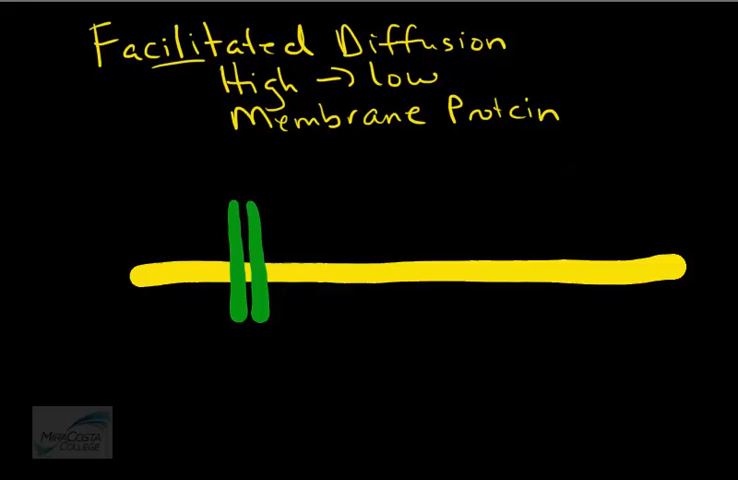 Facilitated Diffusion
High → low
Membrane Protein
MIRACOSTA
COLLEGE